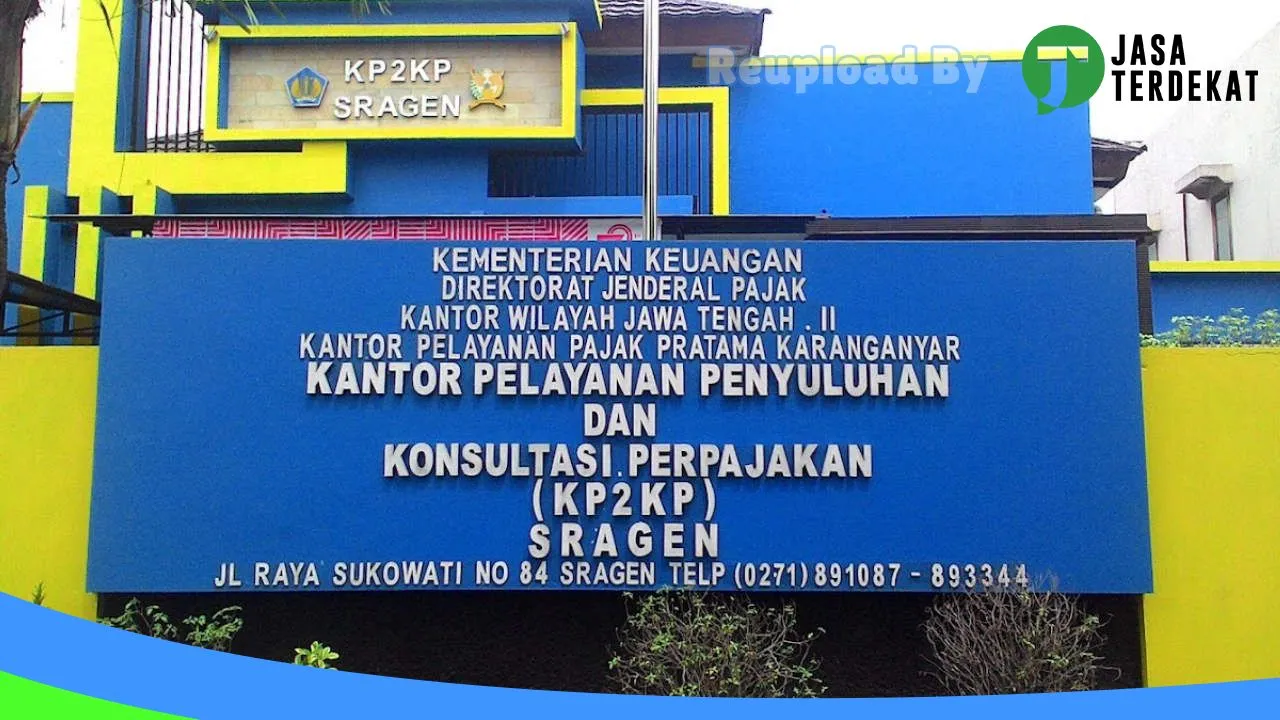 KP2KP
SRAGEN
Reupload By
JASA
TERDEKAT
KEMENTERIAN KEUANGAN
DIREKTORAT JENDERAL PAJAK
KANTOR WILAYAH JAWA TENGAH . II
KANTOR PELAYANAN PAJAK PRATAMA KARANGANYAR
KANTOR PELAYANAN PENYULUHAN
DAN
KONSULTASI PERPAJAKAN
(KP2KP)
SRAGEN
JL RAYA SUKOWATI NO 84 SRAGEN TELP (0271) 891087 - 893344